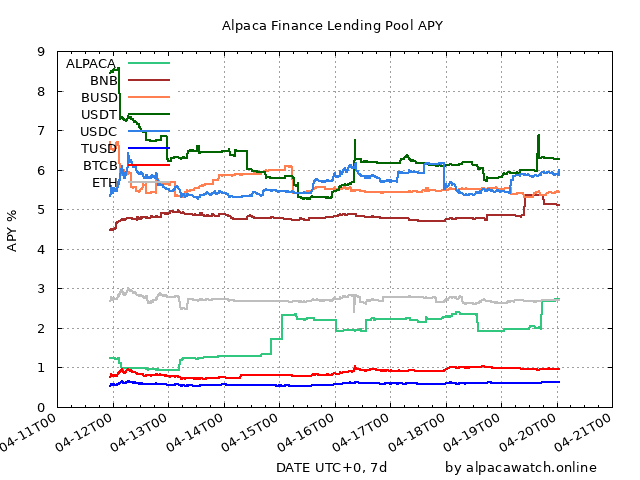 Alpaca Finance Lending Pool APY
APY %
9
8
7
6
5
4
3
2
1
0
ALPACA
BNB
BUSD
USDT
USDC
TUSD
BTCB
ETH
04-11T00
04-12T00
04-13T00
04-14T00
04-15T00
04-16T00
04-17T00
04-18T00
04-19T00
04-20T00
04-21T00
DATE UTC+0, 7d
by alpacawatch.online